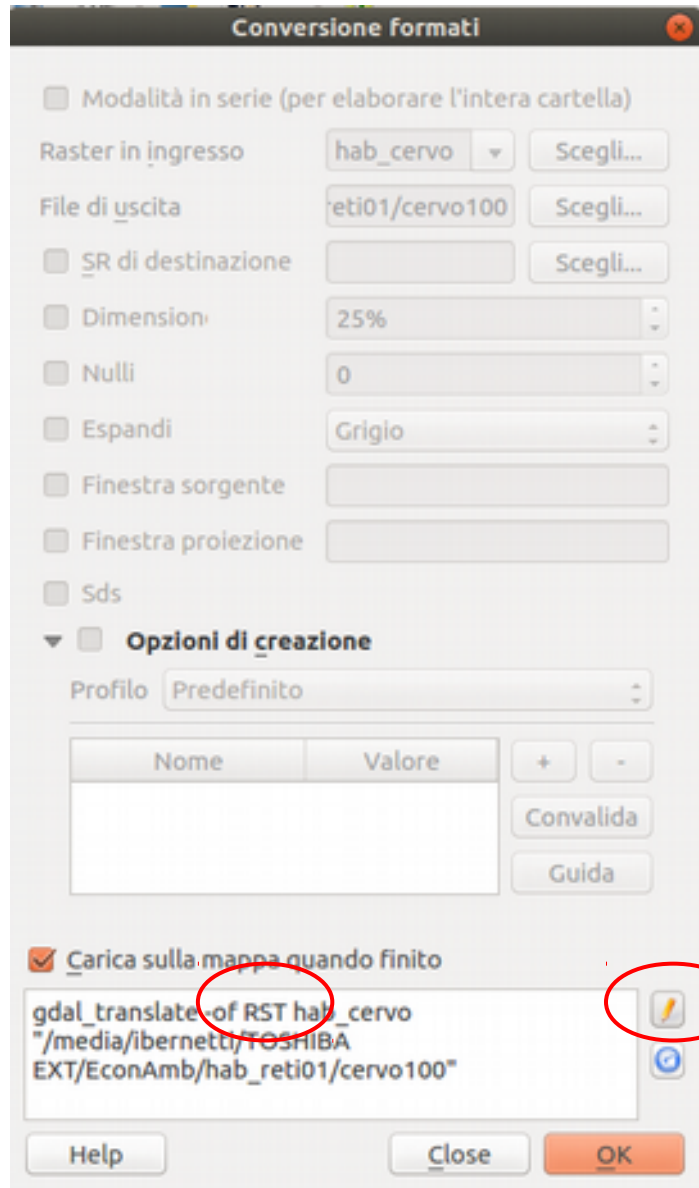 Conversione formati
Modalità in serie (per elaborare l'intera cartella)
Raster in ingresso hab_cervo Scegli...
File di uscita reti01/cervo100 Scegli...
SR di destinazione Scegli...
Dimension 25%
Nulli 0
Espandi Grigio
Finestra sorgente
Finestra proiezione
Sds
Opzioni di creazione
Profilo Predefinito
Nome Valore + -
Convalida
Guida
Carica sulla mappa quando finito
gdal_translate -of RST hab_cervo
"/media/ibernetti/TOSHIBA
EXT/EconAmb/hab_reti01/cervo100"
Help Close OK